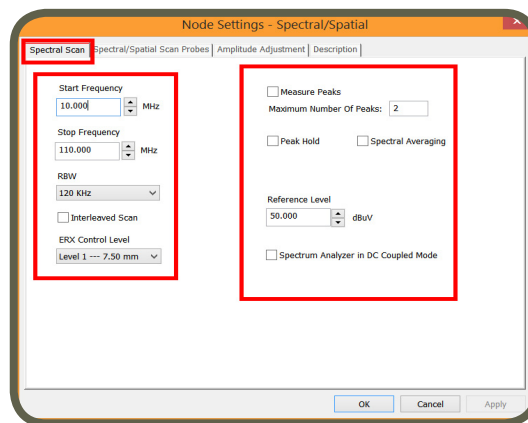 Node Settings - Spectral/Spatial
Spectral Scan Spectral/Spatial Scan Probes Amplitude Adjustment Description
Start Frequency
10.000 MHz
Stop Frequency
110.000 MHz
RBW
120 KHz
Interleaved Scan
ERX Control Level
Level 1 --- 7.50 mm
Measure Peaks
Maximum Number Of Peaks: 2
Peak Hold Spectral Averaging
Reference Level
50.000 dBuV
Spectrum Analyzer in DC Coupled Mode
OK Cancel Apply